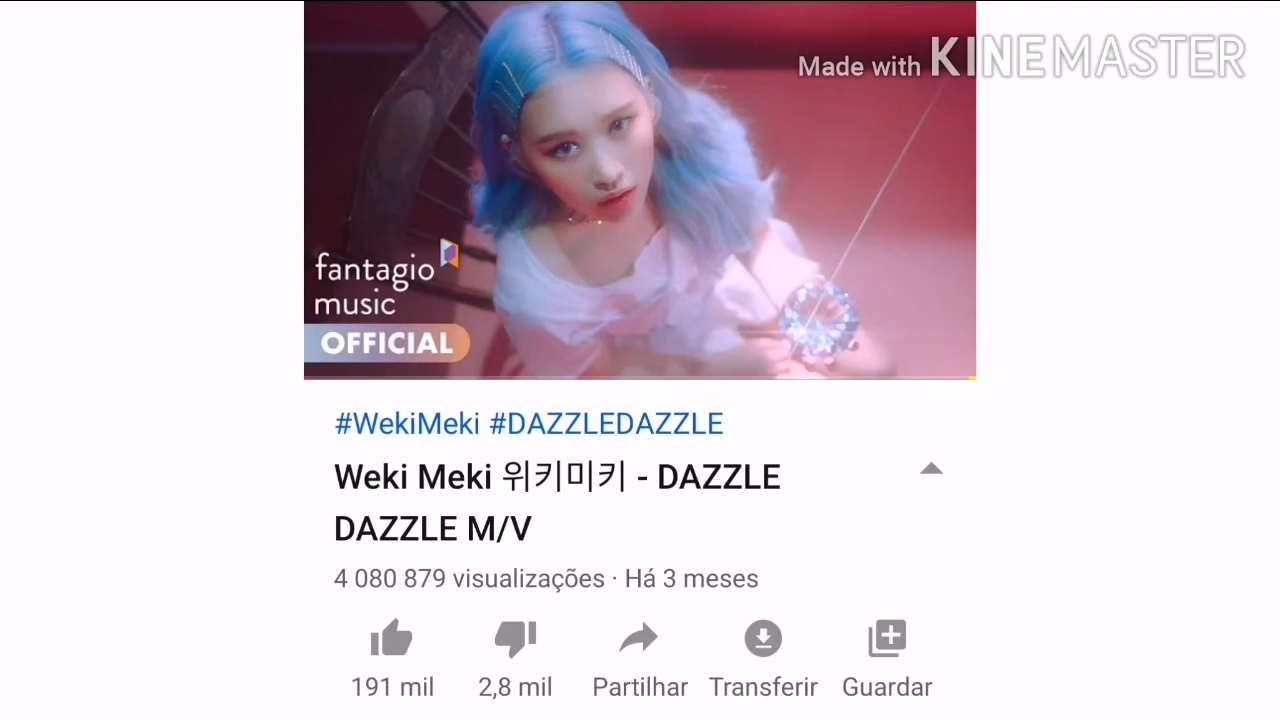 Made with KINEMASTER
fantagio
music
OFFICIAL
#WekiMeki #DAZZLEDAZZLE
Weki Meki 위키미키 - DAZZLE
DAZZLE M/V
4 080 879 visualizações · Há 3 meses
191 mil 2,8 mil Partilhar Transferir Guardar